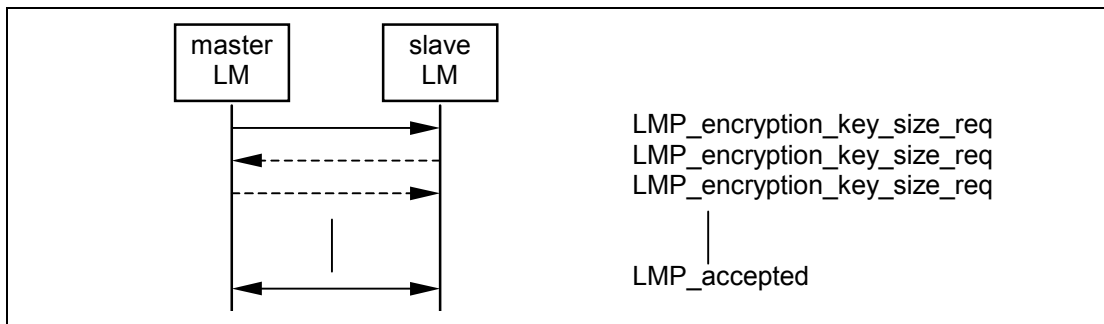 master
LM
slave
LM
LMP_encryption_key_size_req
LMP_encryption_key_size_req
LMP_encryption_key_size_req
LMP_accepted